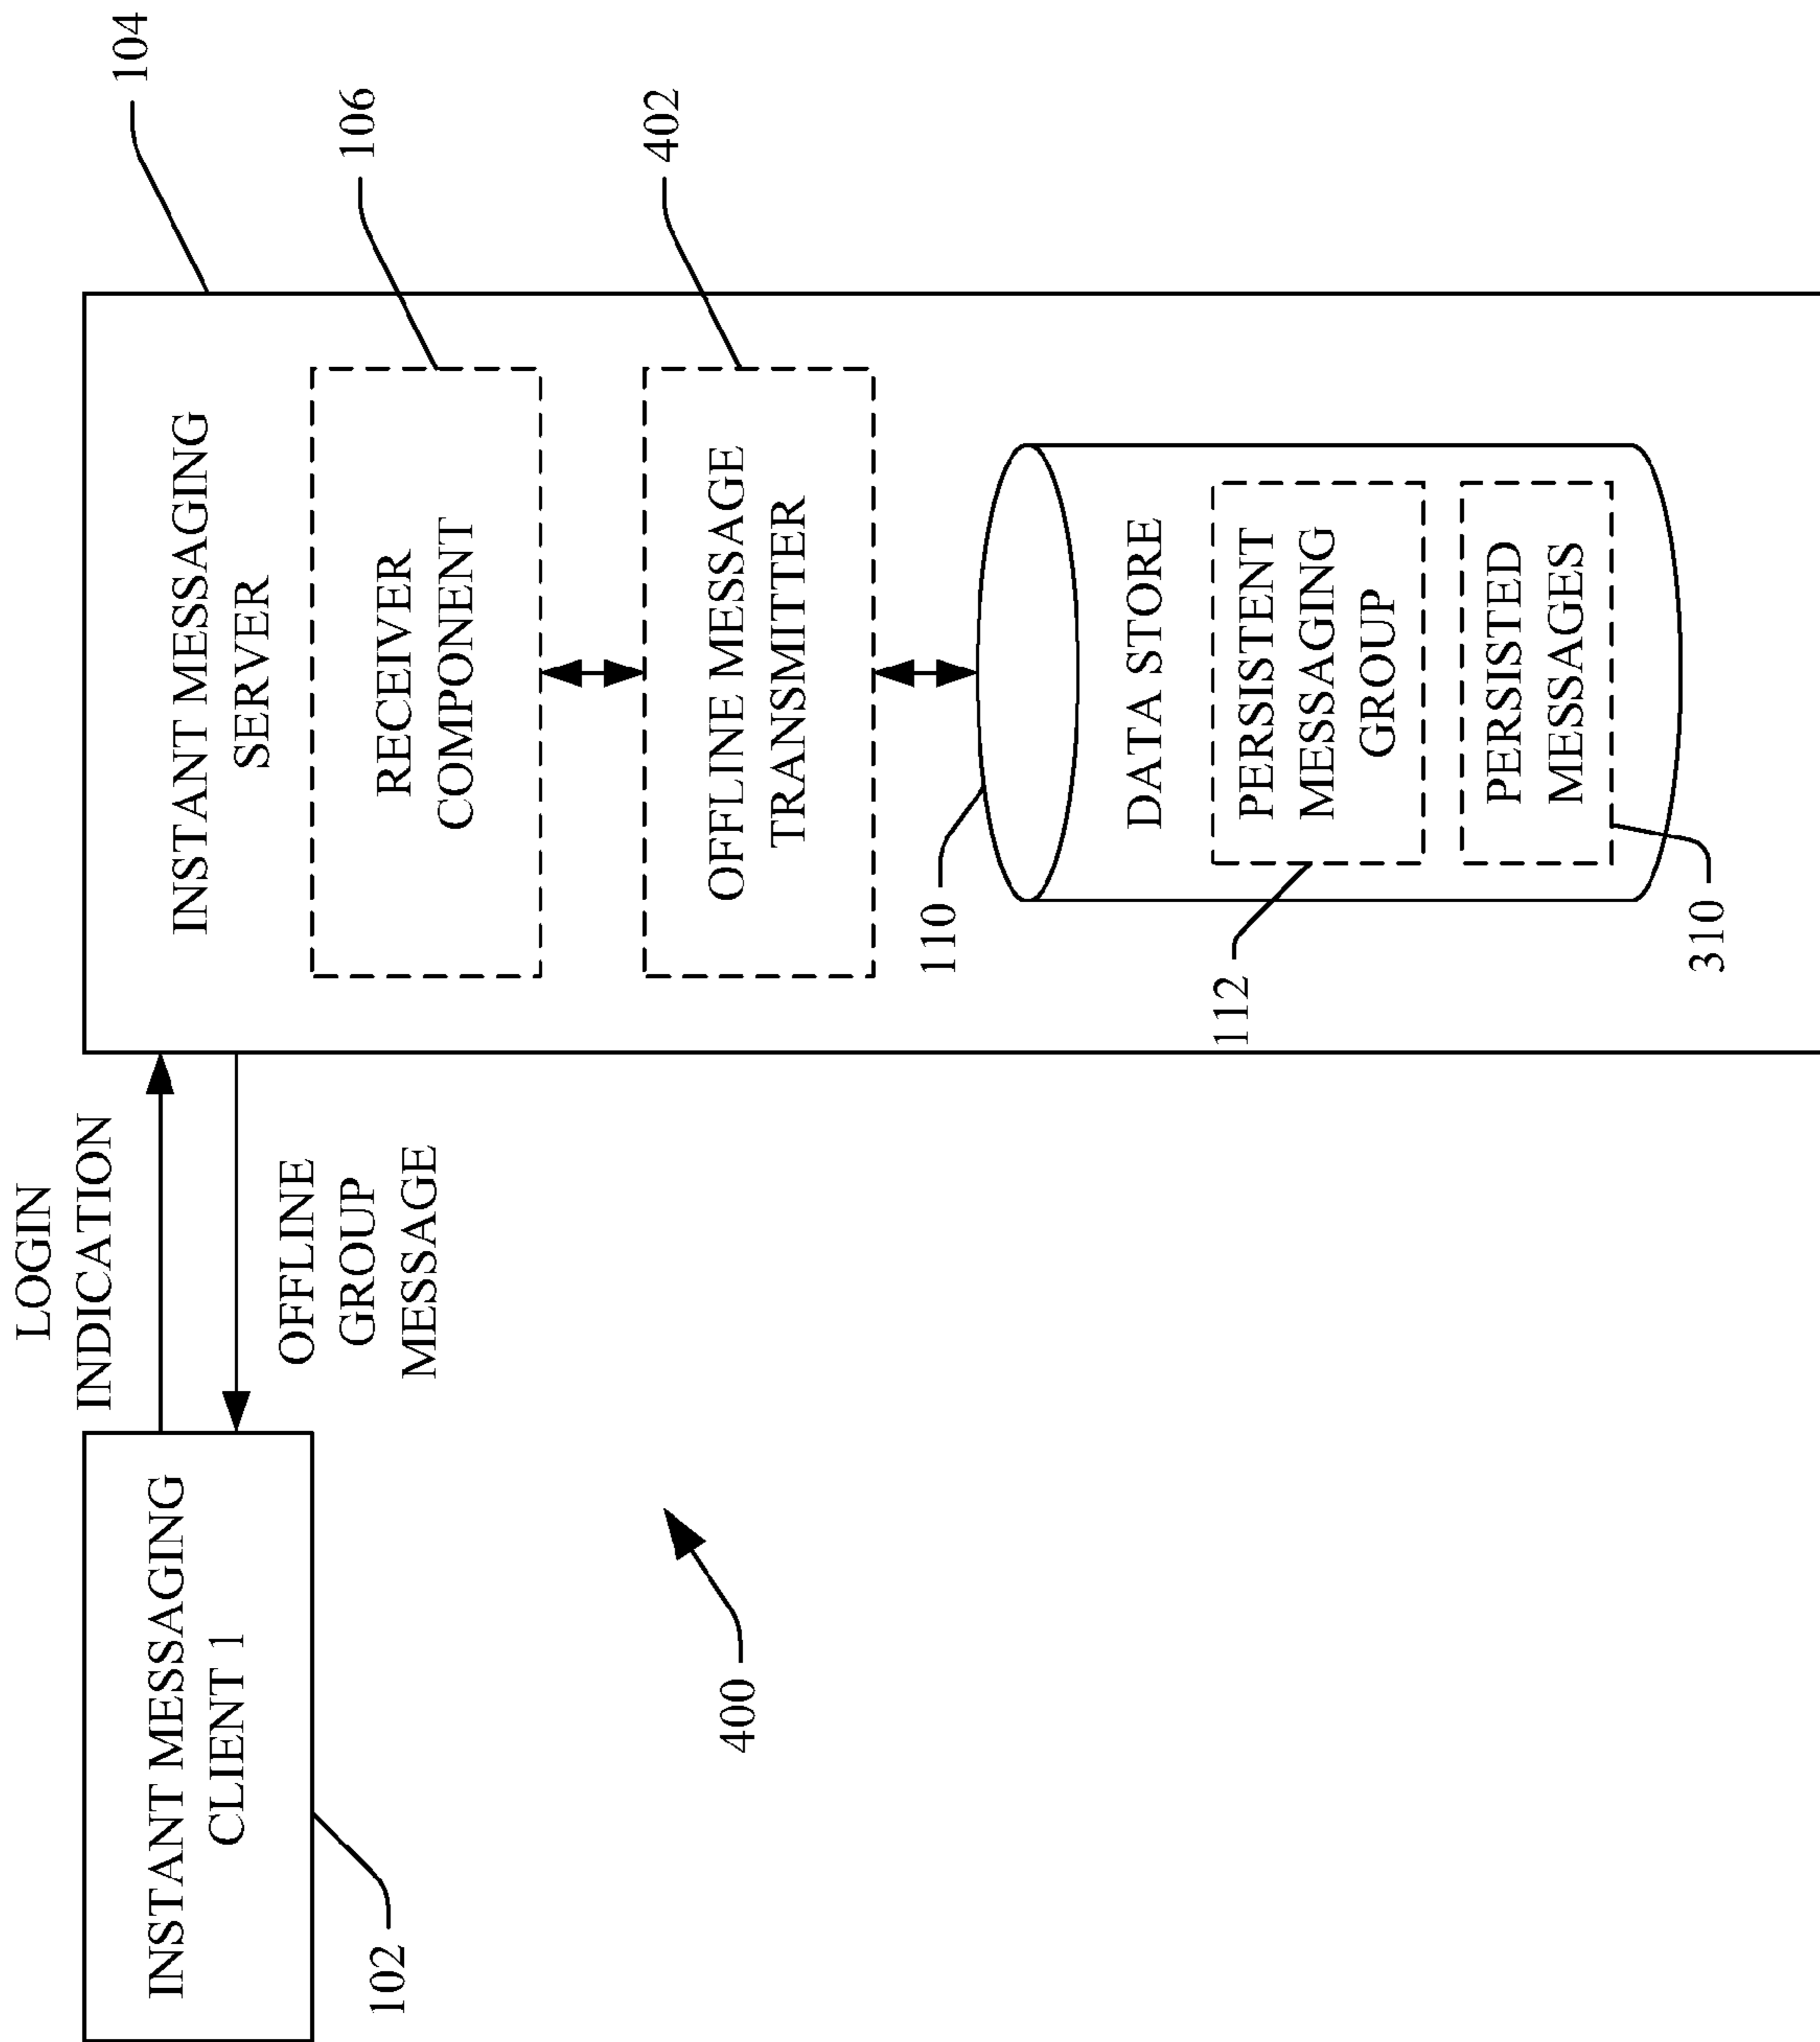 LOGIN
INDICATION
INSTANT MESSAGING
CLIENT 1
OFFLINE
GROUP
MESSAGE
102
400
104
INSTANT MESSAGING
SERVER
106
RECEIVER
COMPONENT
402
OFFLINE MESSAGE
TRANSMITTER
110
DATA STORE
112
PERSISTENT
MESSAGING
GROUP
PERSISTED
MESSAGES
310